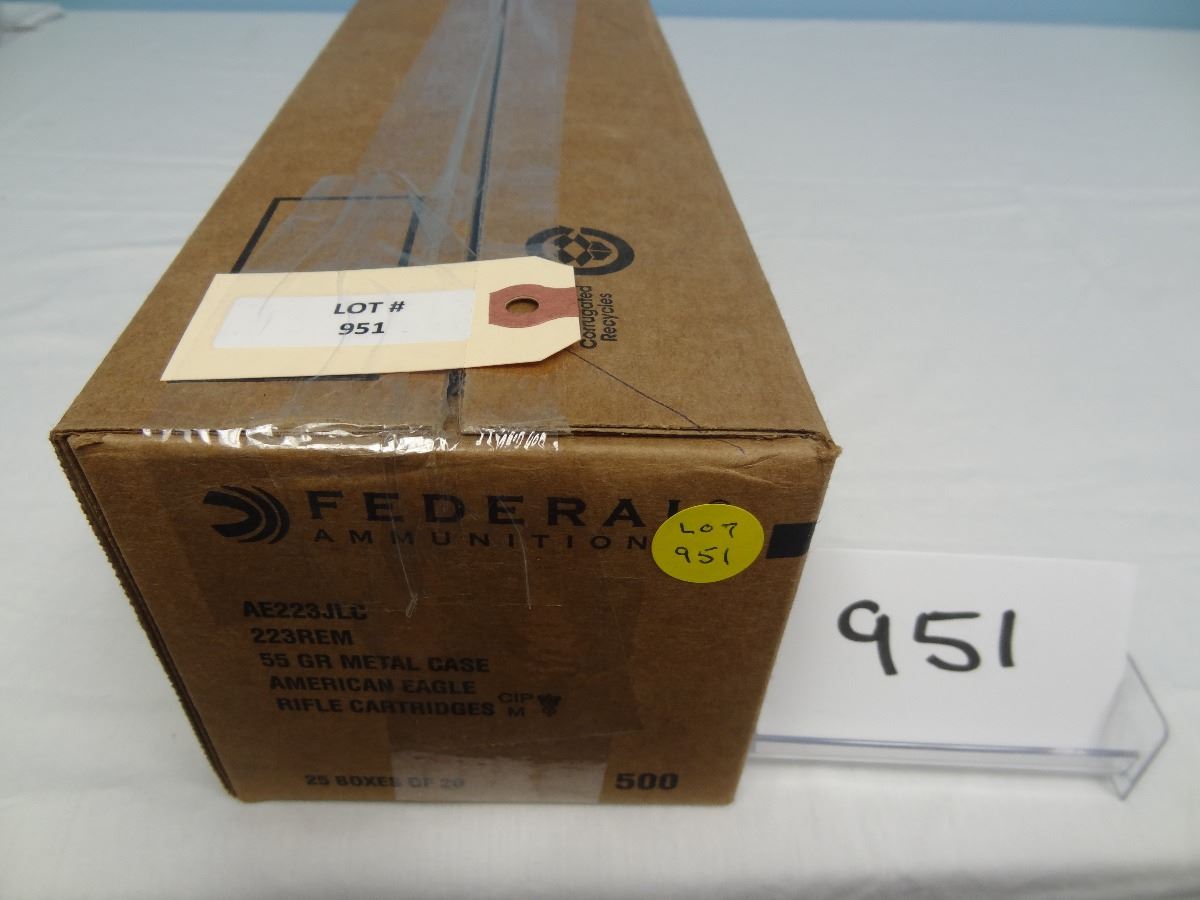 LOT #
951
Corrugated
Recycles
FEDERAL
AMMUNITION
LOT
951
AE223JLC
223REM
55 GR METAL CASE
AMERICAN EAGLE
RIFLE CARTRIDGES CIP
M
25 BOXES OF 20
500
951